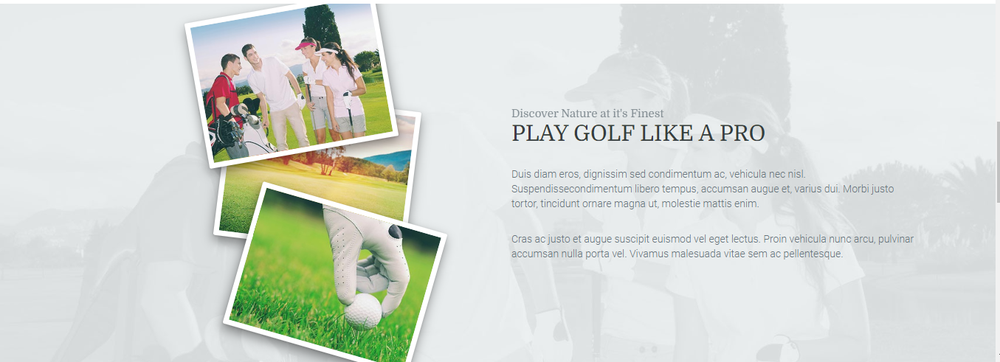 Discover Nature at it's Finest
PLAY GOLF LIKE A PRO
Duis diam eros, dignissim sed condimentum ac, vehicula nec nisl.
Suspendissecondimentum libero tempus, accumsan augue et, varius dui. Morbi justo
tortor, tincidunt ornare magna ut, molestie mattis enim.
Cras ac justo et augue suscipit euismod vel eget lectus. Proin vehicula nunc arcu, pulvinar
accumsan nulla porta vel. Vivamus malesuada vitae sem ac pellentesque.